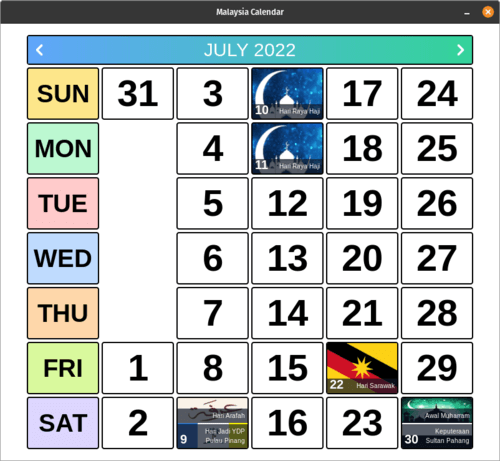 Malaysia Calendar
JULY 2022
SUN 31 3 10 Hari Raya Haji 17 24
MON 4 11 Hari Raya Haji 18 25
TUE 5 12 19 26
WED 6 13 20 27
THU 7 14 21 28
FRI 1 8 15 22 Hari Sarawak 29
SAT 2 9 Hari Arafah 16 23 30 Awal Muharram
Hari Jadi YDP Keputeraan
Pulau Pinang Sultan Pahang